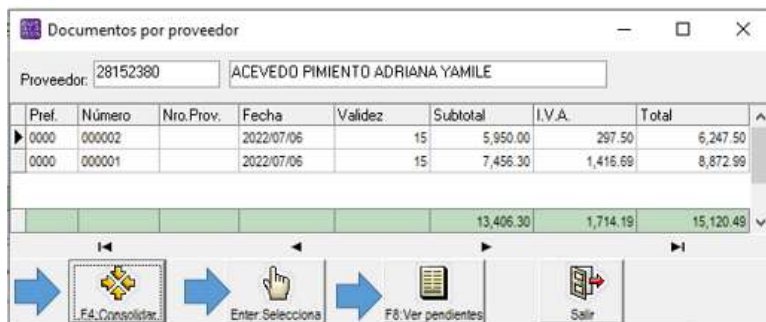 Documentos por proveedor
Proveedor: 28152380 ACEVEDO PIMIENTO ADRIANA YAMILE
Pref. Número Nro.Prov. Fecha Validez Subtotal I.V.A. Total
0000 000002 2022/07/06 15 5,950.00 297.50 6,247.50
0000 000001 2022/07/06 15 7,456.30 1,416.69 8,872.99
13,406.30 1,714.19 15,120.49
F4:Consolidar Enter:Selecciona F8:Ver pendientes Salir